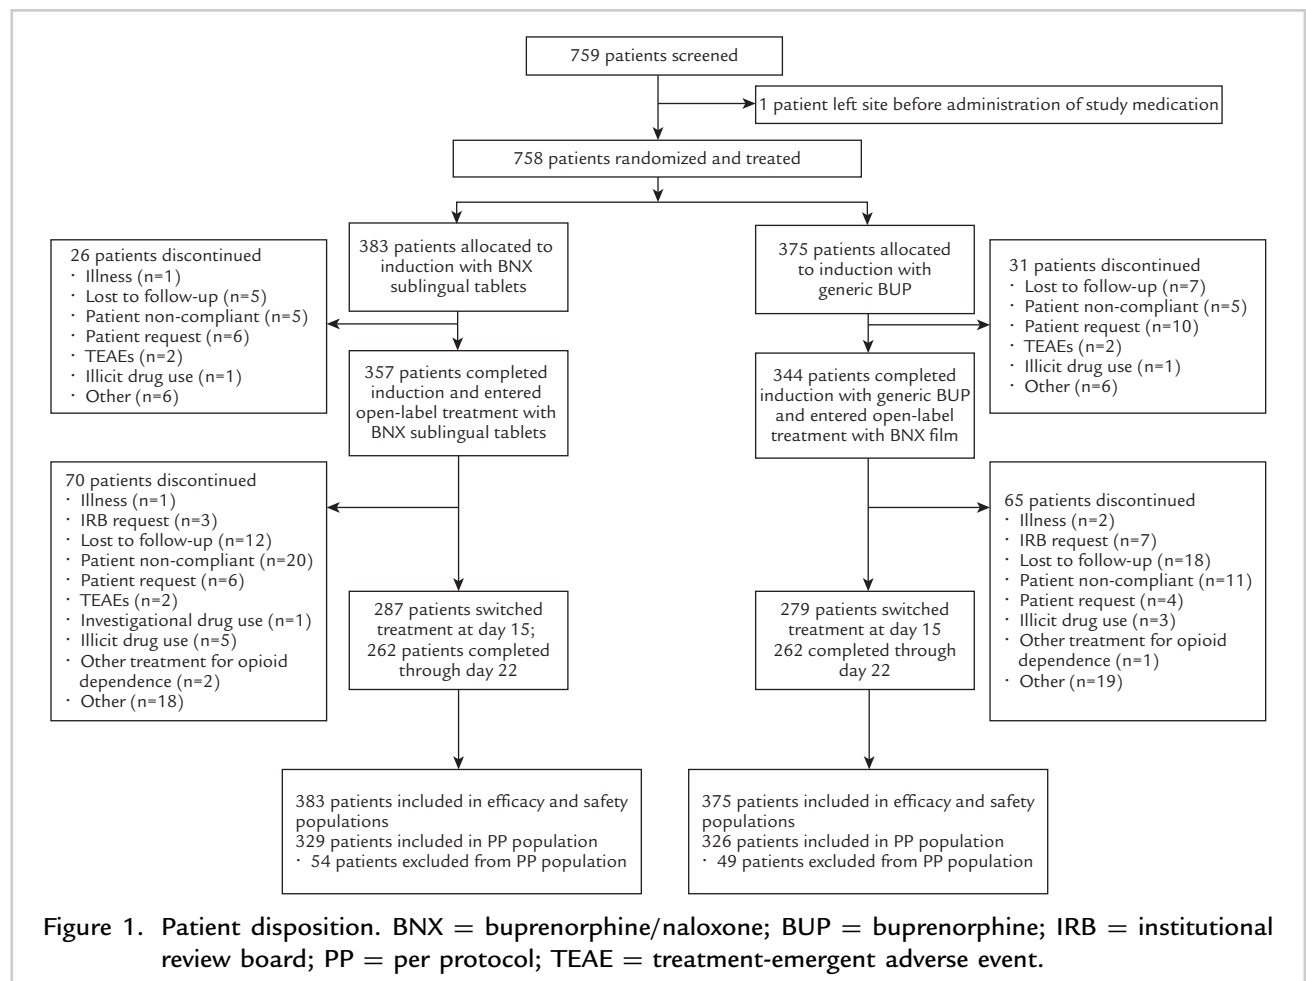 759 patients screened
1 patient left site before administration of study medication
758 patients randomized and treated
383 patients allocated to
induction with BNX
sublingual tablets
375 patients allocated
to induction with
generic BUP
26 patients discontinued
· Illness (n=1)
· Lost to follow-up (n=5)
· Patient non-compliant (n=5)
· Patient request (n=6)
· TEAEs (n=2)
· Illicit drug use (n=1)
· Other (n=6)
31 patients discontinued
· Lost to follow-up (n=7)
· Patient non-compliant (n=5)
· Patient request (n=10)
· TEAEs (n=2)
· Illicit drug use (n=1)
· Other (n=6)
357 patients completed
induction and entered
open-label treatment with
BNX sublingual tablets
344 patients completed
induction with generic BUP
and entered open-label
treatment with BNX film
70 patients discontinued
· Illness (n=1)
· IRB request (n=3)
· Lost to follow-up (n=12)
· Patient non-compliant (n=20)
· Patient request (n=6)
· TEAEs (n=2)
· Investigational drug use (n=1)
· Illicit drug use (n=5)
· Other treatment for opioid
dependence (n=2)
· Other (n=18)
65 patients discontinued
· Illness (n=2)
· IRB request (n=7)
· Lost to follow-up (n=18)
· Patient non-compliant (n=11)
· Patient request (n=4)
· Illicit drug use (n=3)
· Other treatment for opioid
dependence (n=1)
· Other (n=19)
287 patients switched
treatment at day 15;
262 patients completed
through day 22
279 patients switched
treatment at day 15
262 completed through
day 22
383 patients included in efficacy and safety
populations
329 patients included in PP population
· 54 patients excluded from PP population
375 patients included in efficacy and safety
populations
326 patients included in PP population
· 49 patients excluded from PP population
Figure 1. Patient disposition. BNX = buprenorphine/naloxone; BUP = buprenorphine; IRB = institutional
review board; PP = per protocol; TEAE = treatment-emergent adverse event.